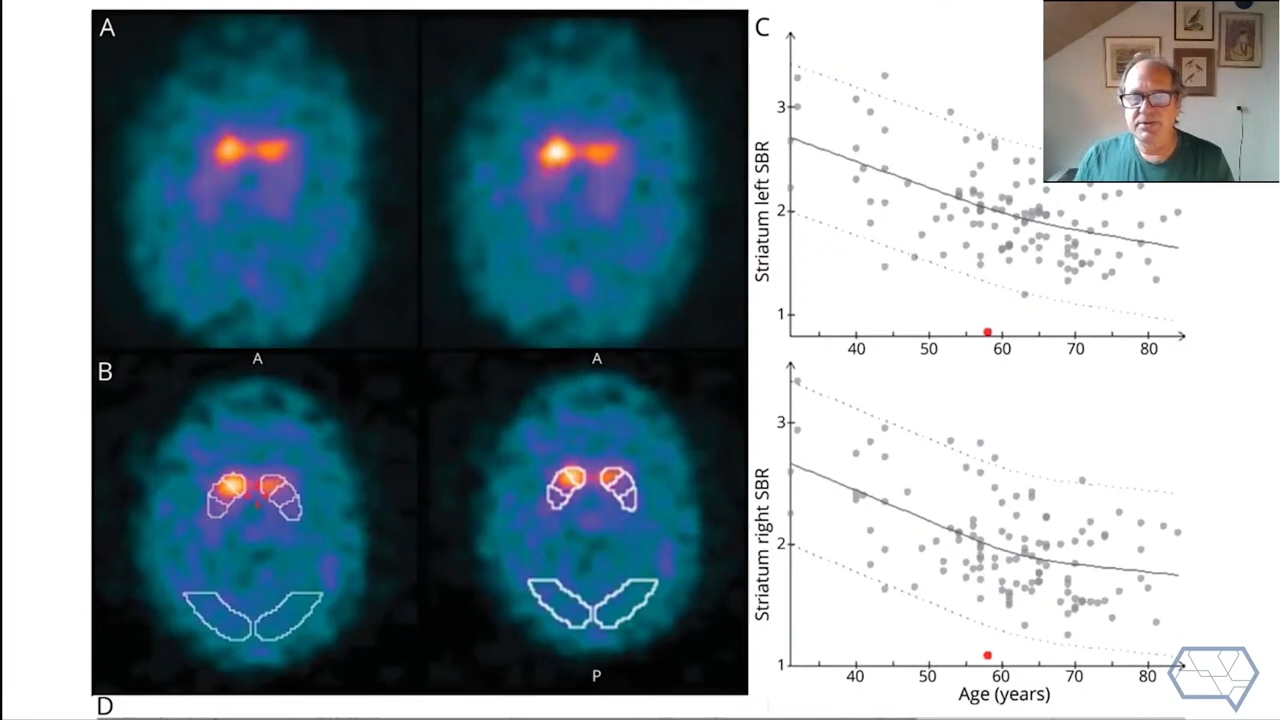 A
A
A
B
P
D
C
3
2
1
Striatum left SBR
40
50
60
70
80
3
2
1
Striatum right SBR
40
50
60
70
80
Age (years)